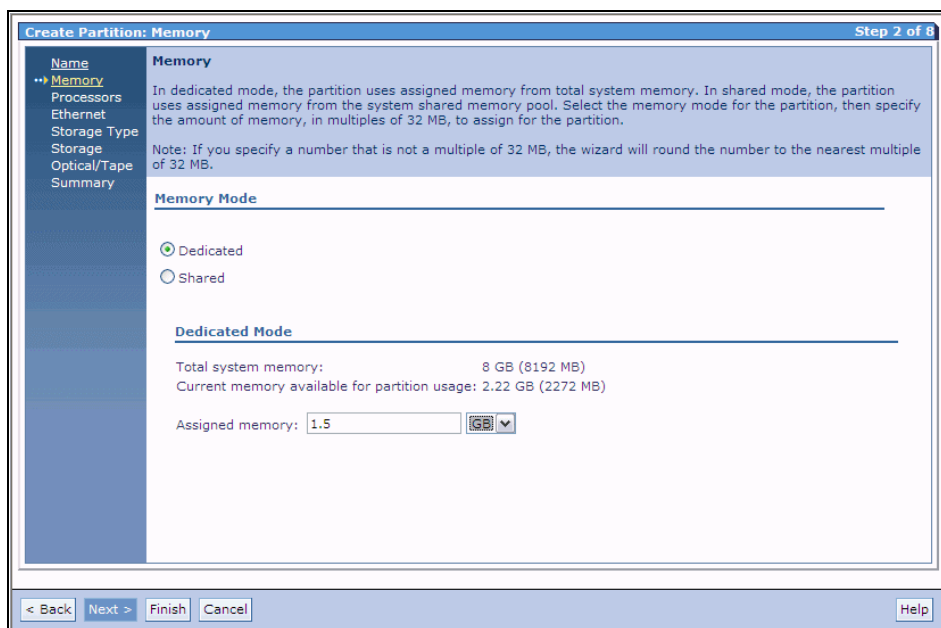 Create Partition: Memory
Step 2 of 8
Name
Memory
Processors
Ethernet
Storage Type
Storage
Optical/Tape
Summary
Memory
In dedicated mode, the partition uses assigned memory from total system memory. In shared mode, the partition
uses assigned memory from the system shared memory pool. Select the memory mode for the partition, then specify
the amount of memory, in multiples of 32 MB, to assign for the partition.
Note: If you specify a number that is not a multiple of 32 MB, the wizard will round the number to the nearest multiple
of 32 MB.
Memory Mode
Dedicated
Shared
Dedicated Mode
Total system memory: 8 GB (8192 MB)
Current memory available for partition usage: 2.22 GB (2272 MB)
Assigned memory: 1.5 GB
< Back Next > Finish Cancel Help